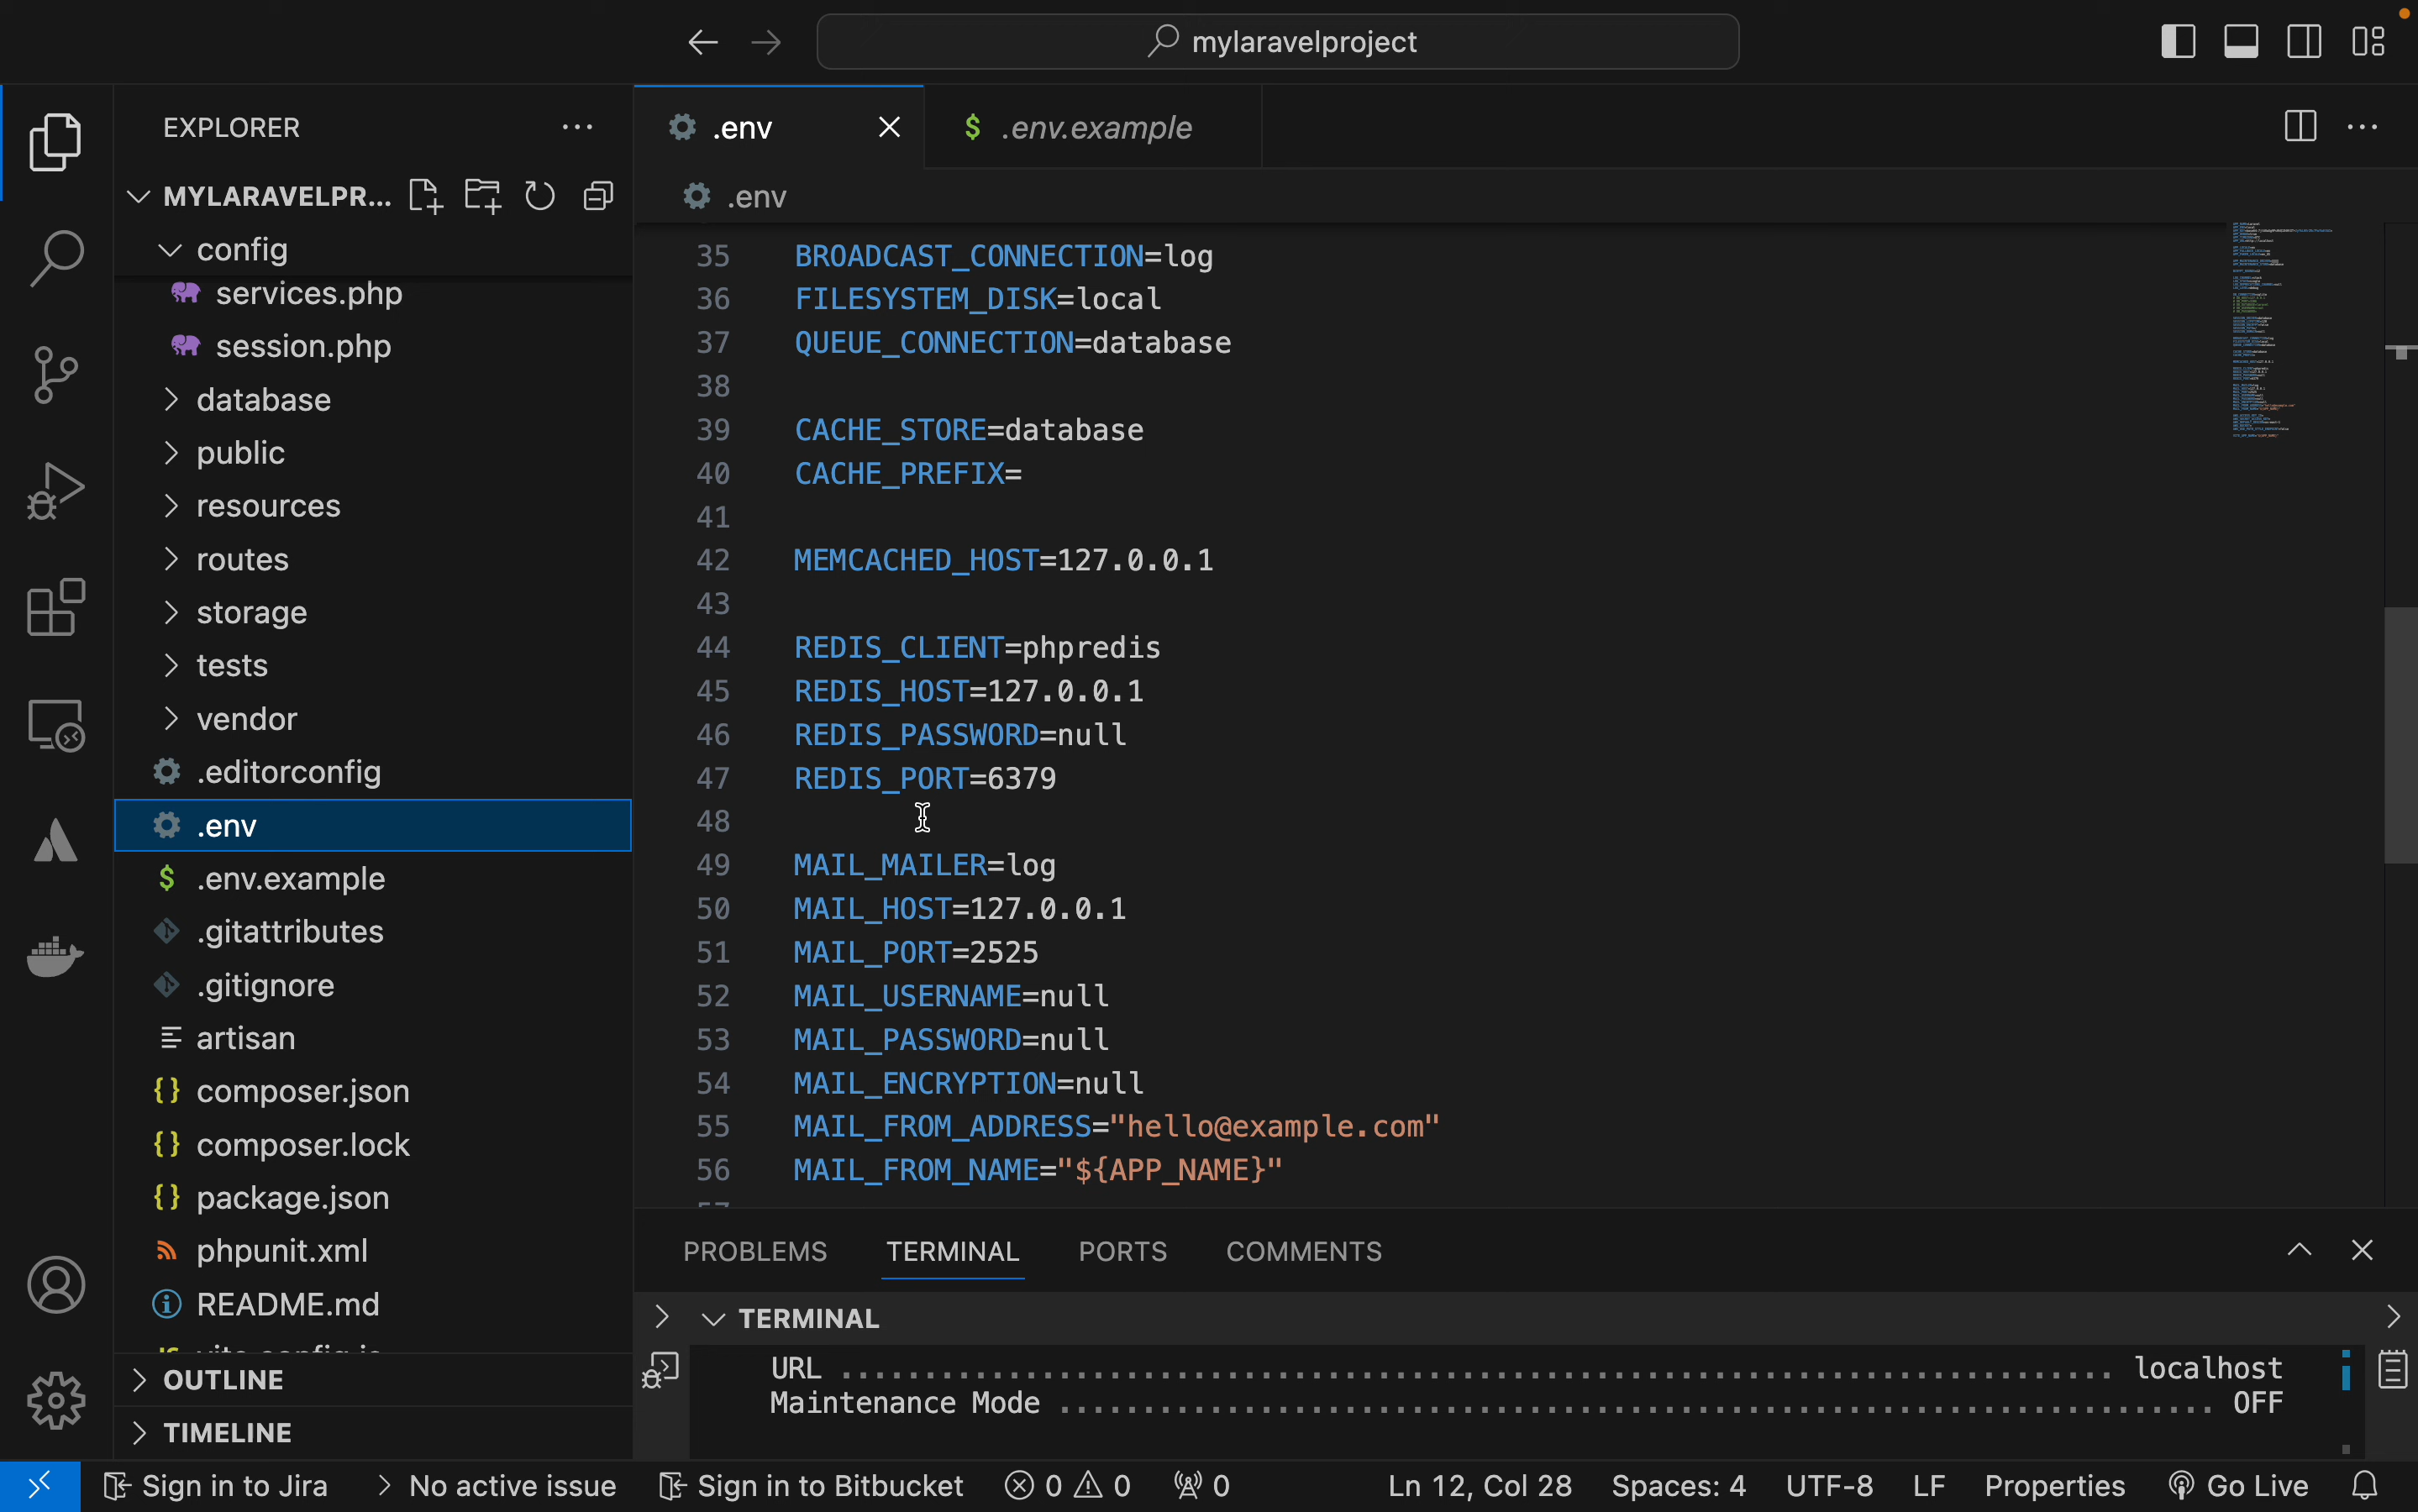 mylaravelproject
EXPLORER
.env
.env.example
MYLARAVELPR...
.env
config
services.php
session.php
database
public
resources
routes
storage
tests
vendor
.editorconfig
.env
.env.example
.gitattributes
.gitignore
artisan
composer.json
composer.lock
package.json
phpunit.xml
README.md
OUTLINE
TIMELINE
35 BROADCAST_CONNECTION=log
36 FILESYSTEM_DISK=local
37 QUEUE_CONNECTION=database
38
39 CACHE_STORE=database
40 CACHE_PREFIX=
41
42 MEMCACHED_HOST=127.0.0.1
43
44 REDIS_CLIENT=phpredis
45 REDIS_HOST=127.0.0.1
46 REDIS_PASSWORD=null
47 REDIS_PORT=6379
48
49 MAIL_MAILER=log
50 MAIL_HOST=127.0.0.1
51 MAIL_PORT=2525
52 MAIL_USERNAME=null
53 MAIL_PASSWORD=null
54 MAIL_ENCRYPTION=null
55 MAIL_FROM_ADDRESS="hello@example.com"
56 MAIL_FROM_NAME="${APP_NAME}"
PROBLEMS TERMINAL PORTS COMMENTS
TERMINAL
URL ........................................................................... localhost
Maintenance Mode .................................................................... OFF
Sign in to Jira No active issue Sign in to Bitbucket 0 0 0 Ln 12, Col 28 Spaces: 4 UTF-8 LF Properties Go Live